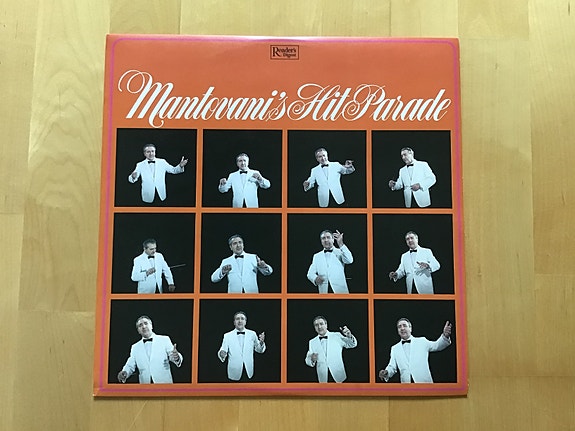 Reader's
Digest
Mantovani's Hit Parade